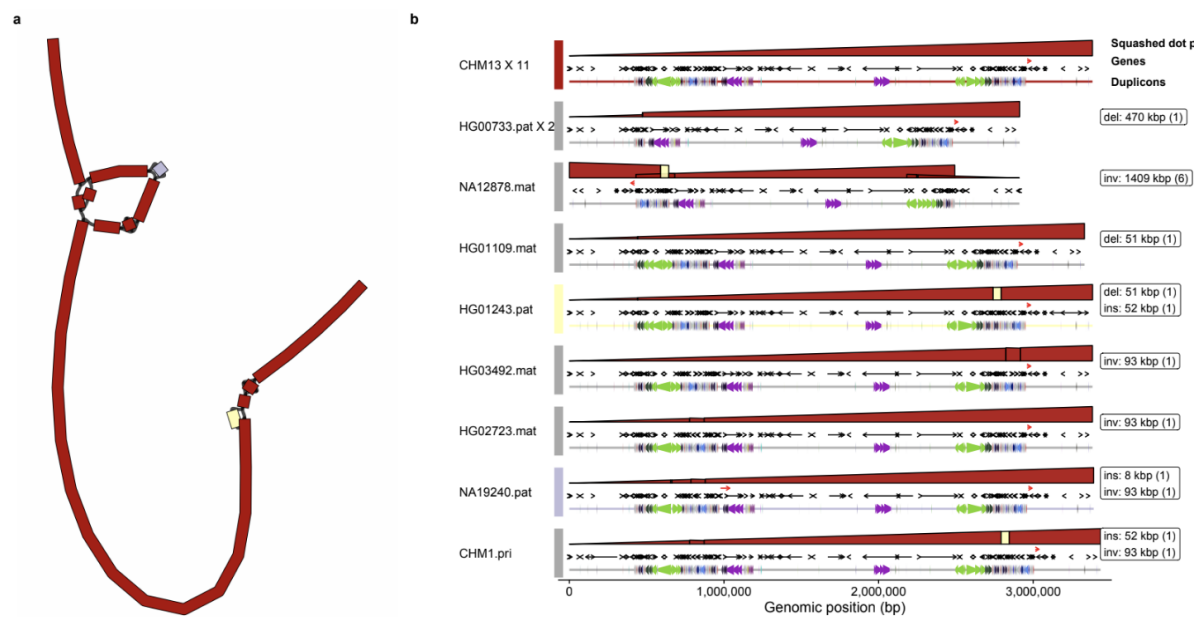 a
b
CHM13 X 11
Squashed dot p
Genes
Duplicons
HG00733.pat X 2
del: 470 kbp (1)
NA12878.mat
inv: 1409 kbp (6)
HG01109.mat
del: 51 kbp (1)
HG01243.pat
del: 51 kbp (1)
ins: 52 kbp (1)
HG03492.mat
inv: 93 kbp (1)
HG02723.mat
inv: 93 kbp (1)
NA19240.pat
ins: 8 kbp (1)
inv: 93 kbp (1)
CHM1.pri
ins: 52 kbp (1)
inv: 93 kbp (1)
0 1,000,000 2,000,000 3,000,000
Genomic position (bp)